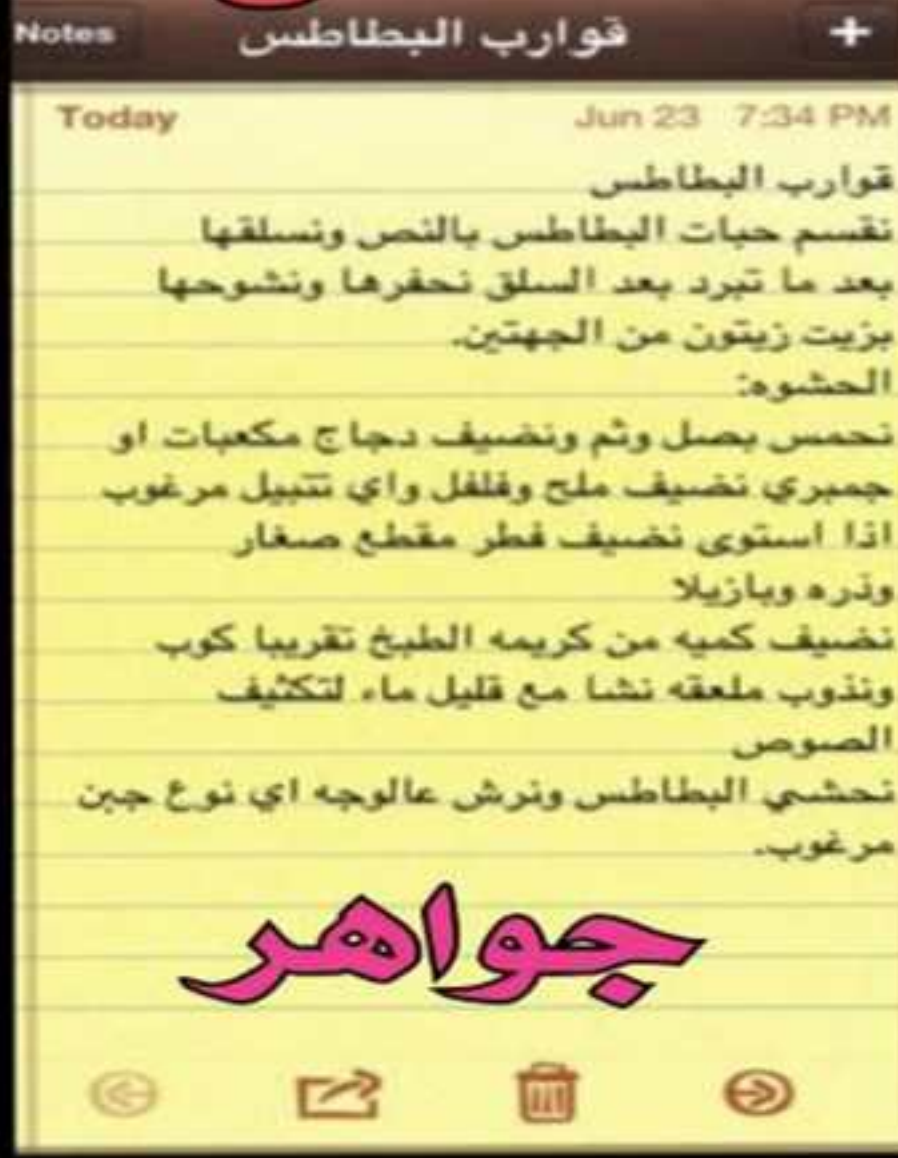 Notes
قوارب البطاطس
+
Today
Jun 23 7:34 PM
قوارب البطاطس
نقسم حبات البطاطس بالنص ونسلقها
بعد ما تبرد بعد السلق نحفرها ونشوحها
بزيت زيتون من الجهتين.
الحشوه:
نحمس بصل وثم ونضيف دجاج مكعبات او
جمبري نضيف ملح وفلفل واي تتبيل مرغوب
اذا استوى نضيف فطر مقطع صغار
وذره وبازيلا
نضيف كميه من كريمه الطبخ تقريبا كوب
ونذوب ملعقه نشا مع قليل ماء لتكثيف
الصوص
نحشي البطاطس ونرش عالوجه اي نوع جبن
مرغوب.
جواهر